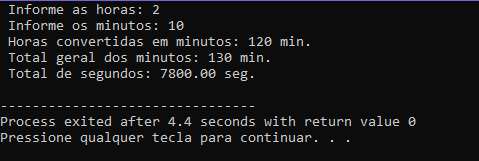 Informe as horas: 2
Informe os minutos: 10
Horas convertidas em minutos: 120 min.
Total geral dos minutos: 130 min.
Total de segundos: 7800.00 seg.
--------------------------------
Process exited after 4.4 seconds with return value 0
Pressione qualquer tecla para continuar. . .